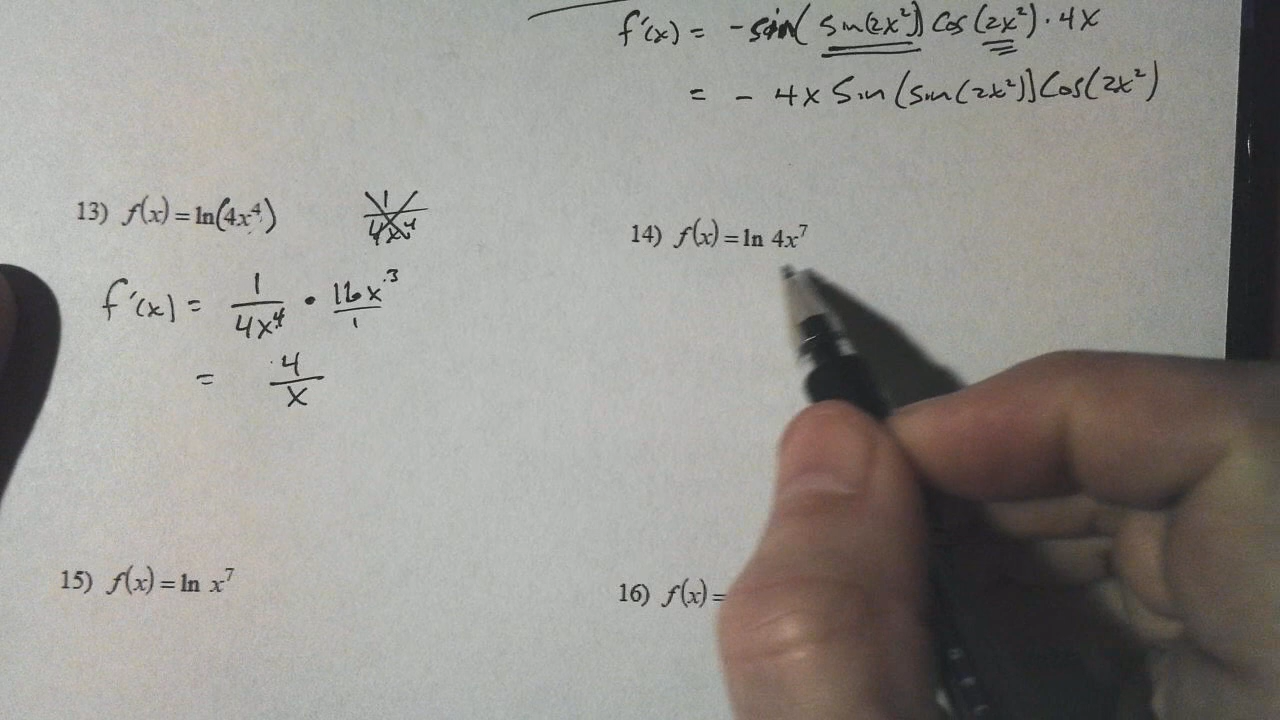 f'(x) = -sin( sin(2x²)) Cos(2x²) · 4x
= - 4x Sin (sin(2x²)) Cos(2x²)
13) f(x) = ln(4x⁴)
1/4x⁴
14) f(x) = ln 4x⁷
f'(x) = 1/4x⁴ • 16x³/1
= 4/x
15) f(x) = ln x⁷
16) f(x) =